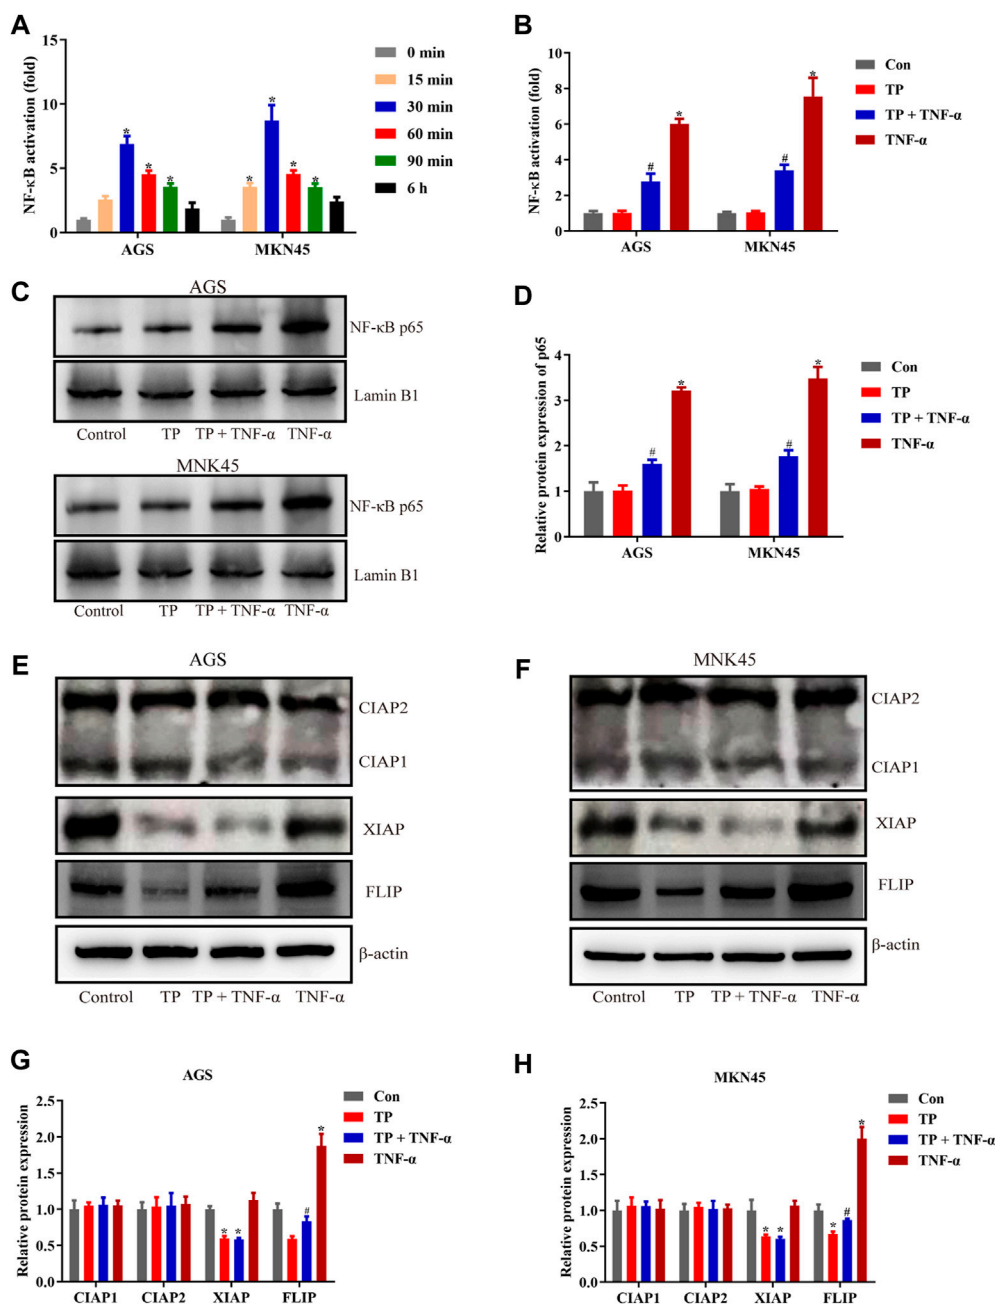 A
NF-κB activation (fold)
15
10
5
0
AGS
MKN45
* * * * * * *
0 min
15 min
30 min
60 min
90 min
6 h
B
NF-κB activation (fold)
10
8
6
4
2
0
AGS
MKN45
# * # *
Con
TP
TP + TNF-α
TNF-α
C
AGS
NF-κB p65
Lamin B1
Control TP TP + TNF-α TNF-α
MNK45
NF-κB p65
Lamin B1
Control TP TP + TNF-α TNF-α
D
Relative protein expression of p65
4
3
2
1
0
AGS
MKN45
# * # *
Con
TP
TP + TNF-α
TNF-α
E
AGS
CIAP2
CIAP1
XIAP
FLIP
β-actin
Control TP TP + TNF-α TNF-α
F
MNK45
CIAP2
CIAP1
XIAP
FLIP
β-actin
Control TP TP + TNF-α TNF-α
G
AGS
Relative protein expression
2.5
2.0
1.5
1.0
0.5
0.0
CIAP1 CIAP2 XIAP FLIP
* * # *
Con
TP
TP + TNF-α
TNF-α
H
MKN45
Relative protein expression
2.5
2.0
1.5
1.0
0.5
0.0
CIAP1 CIAP2 XIAP FLIP
* * * # *
Con
TP
TP + TNF-α
TNF-α